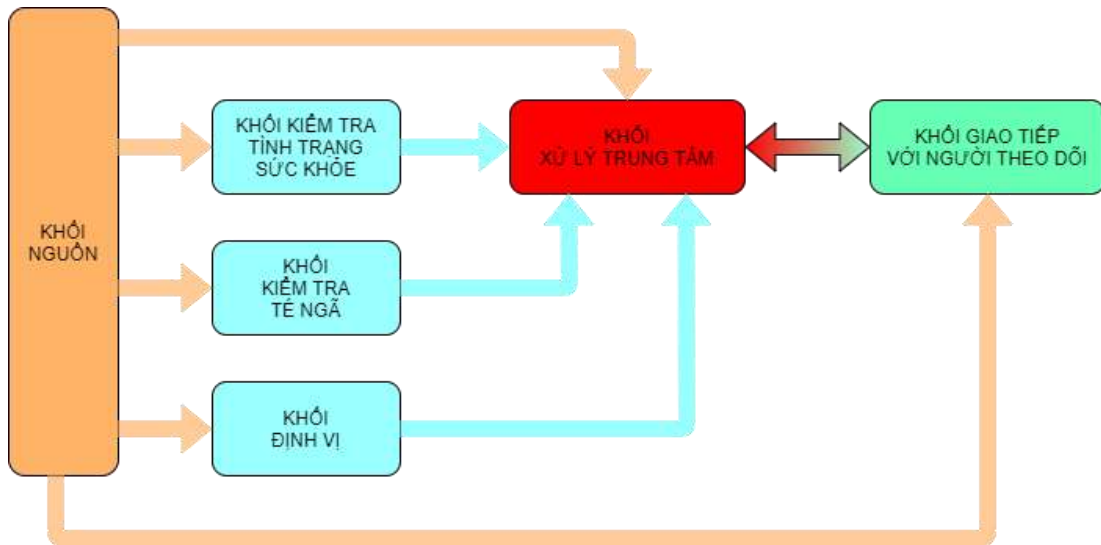 KHỐI KIỂM TRA
TÌNH TRẠNG
SỨC KHỎE
KHỐI
XỬ LÝ TRUNG TÂM
KHỐI GIAO TIẾP
VỚI NGƯỜI THEO DÕI
KHỐI
NGUỒN
KHỐI
KIỂM TRA
TÉ NGÃ
KHỐI
ĐỊNH VỊ